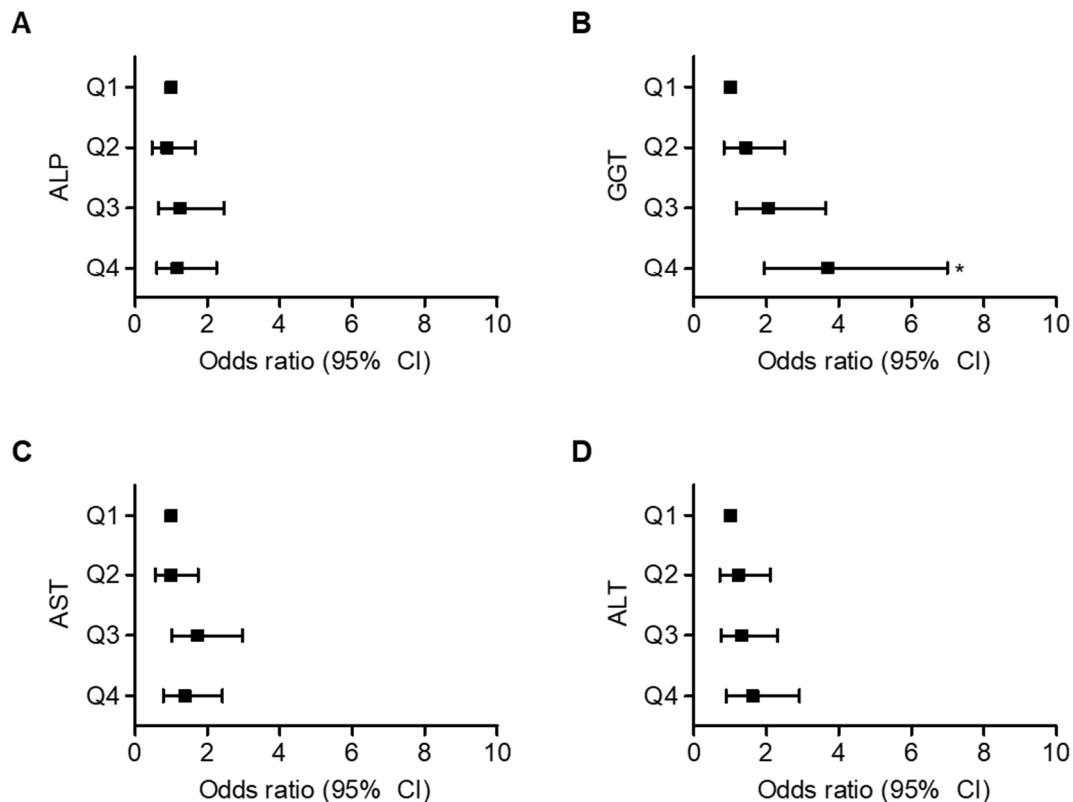 A
ALP
Q1
Q2
Q3
Q4
0 2 4 6 8 10
Odds ratio (95% CI)
B
GGT
Q1
Q2
Q3
Q4
*
0 2 4 6 8 10
Odds ratio (95% CI)
C
AST
Q1
Q2
Q3
Q4
0 2 4 6 8 10
Odds ratio (95% CI)
D
ALT
Q1
Q2
Q3
Q4
0 2 4 6 8 10
Odds ratio (95% CI)